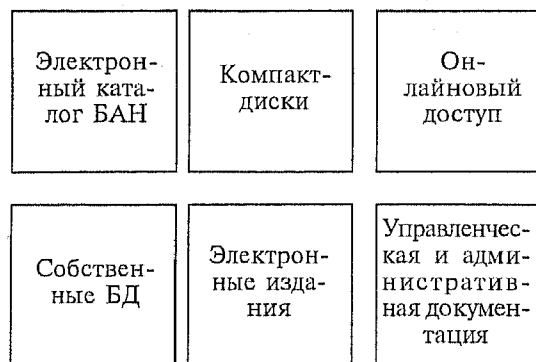 Электрон-
ный ката-
лог БАН
Компакт-
диски
Он-
лайновый
доступ
Собствен-
ные БД
Электрон-
ные изда-
ния
Управленчес-
кая и адми-
нистратив-
ная докумен-
тация